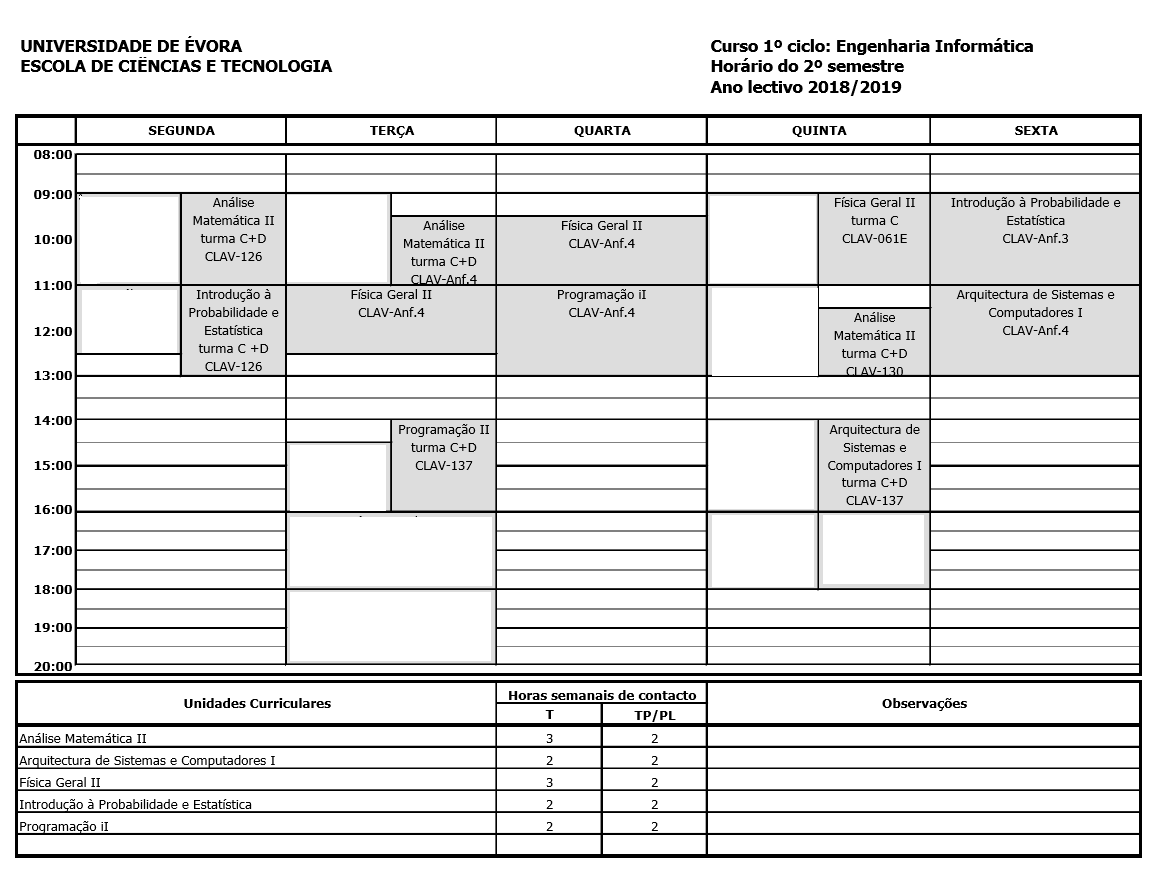 UNIVERSIDADE DE ÉVORA
ESCOLA DE CIÊNCIAS E TECNOLOGIA
Curso 1º ciclo: Engenharia Informática
Horário do 2º semestre
Ano lectivo 2018/2019
SEGUNDA TERÇA QUARTA QUINTA SEXTA
08:00
09:00
Análise
Matemática II
turma C+D
CLAV-126
Análise
Matemática II
turma C+D
CLAV-Anf.4
Física Geral II
CLAV-Anf.4
Física Geral II
turma C
CLAV-061E
Introdução à Probabilidade e
Estatística
CLAV-Anf.3
10:00
11:00
Introdução à
Probabilidade e
Estatística
turma C +D
CLAV-126
Física Geral II
CLAV-Anf.4
Programação iI
CLAV-Anf.4
Análise
Matemática II
turma C+D
CLAV-130
Arquitectura de Sistemas e
Computadores I
CLAV-Anf.4
12:00
13:00
14:00
Programação II
turma C+D
CLAV-137
Arquitectura de
Sistemas e
Computadores I
turma C+D
CLAV-137
15:00
16:00
17:00
18:00
19:00
20:00
Unidades Curriculares
Horas semanais de contacto
T TP/PL
Observações
Análise Matemática II 3 2
Arquitectura de Sistemas e Computadores I 2 2
Física Geral II 3 2
Introdução à Probabilidade e Estatística 2 2
Programação iI 2 2